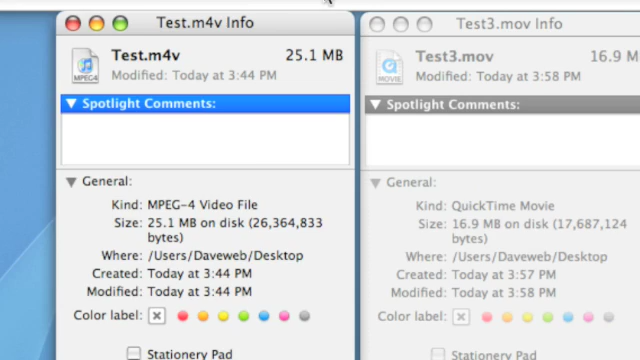 Test.m4v Info
MPEG4
Test.m4v 25.1 MB
Modified: Today at 3:44 PM
Spotlight Comments:
General:
Kind: MPEG-4 Video File
Size: 25.1 MB on disk (26,364,833
bytes)
Where: /Users/Daveweb/Desktop
Created: Today at 3:44 PM
Modified: Today at 3:44 PM
Color label:
Stationery Pad
Test3.mov Info
MOVIE
Test3.mov 16.9 M
Modified: Today at 3:58 PM
Spotlight Comments:
General:
Kind: QuickTime Movie
Size: 16.9 MB on disk (17,687,124
bytes)
Where: /Users/Daveweb/Desktop
Created: Today at 3:57 PM
Modified: Today at 3:58 PM
Color label:
Stationery Pad